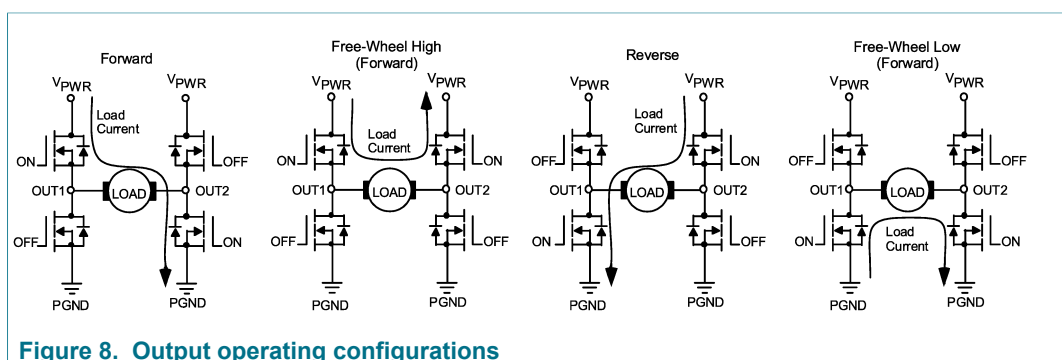 Forward
VPWR
VPWR
Load
Current
ON
OFF
OUT1
LOAD
OUT2
OFF
ON
PGND
PGND
Free-Wheel High
(Forward)
VPWR
VPWR
Load
Current
ON
ON
OUT1
LOAD
OUT2
OFF
OFF
PGND
PGND
Reverse
VPWR
VPWR
Load
Current
OFF
ON
OUT1
LOAD
OUT2
ON
OFF
PGND
PGND
Free-Wheel Low
(Forward)
VPWR
VPWR
OFF
OFF
OUT1
LOAD
OUT2
Load
Current
ON
ON
PGND
PGND
Figure 8. Output operating configurations